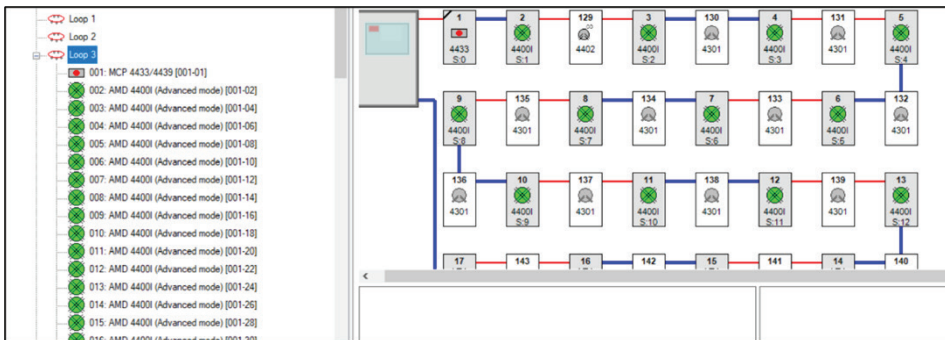 Loop 1
Loop 2
Loop 3
001: MCP 4433/4439 [001-01]
002: AMD 4400I (Advanced mode) [001-02]
003: AMD 4400I (Advanced mode) [001-04]
004: AMD 4400I (Advanced mode) [001-06]
005: AMD 4400I (Advanced mode) [001-08]
006: AMD 4400I (Advanced mode) [001-10]
007: AMD 4400I (Advanced mode) [001-12]
008: AMD 4400I (Advanced mode) [001-14]
009: AMD 4400I (Advanced mode) [001-16]
010: AMD 4400I (Advanced mode) [001-18]
011: AMD 4400I (Advanced mode) [001-20]
012: AMD 4400I (Advanced mode) [001-22]
013: AMD 4400I (Advanced mode) [001-24]
014: AMD 4400I (Advanced mode) [001-26]
015: AMD 4400I (Advanced mode) [001-28]
1 2 129 3 130 4 131 5
4433 4400I 4402 4400I 4301 4400I 4301 4400I
S:0 S:1 S:2 S:3 S:4
9 135 8 134 7 133 6 132
4400I 4301 4400I 4301 4400I 4301 4400I 4301
S:8 S:7 S:6 S:5
136 10 137 11 138 12 139 13
4301 4400I 4301 4400I 4301 4400I 4301 4400I
S:9 S:10 S:11 S:12
17 143 16 142 15 141 14 140